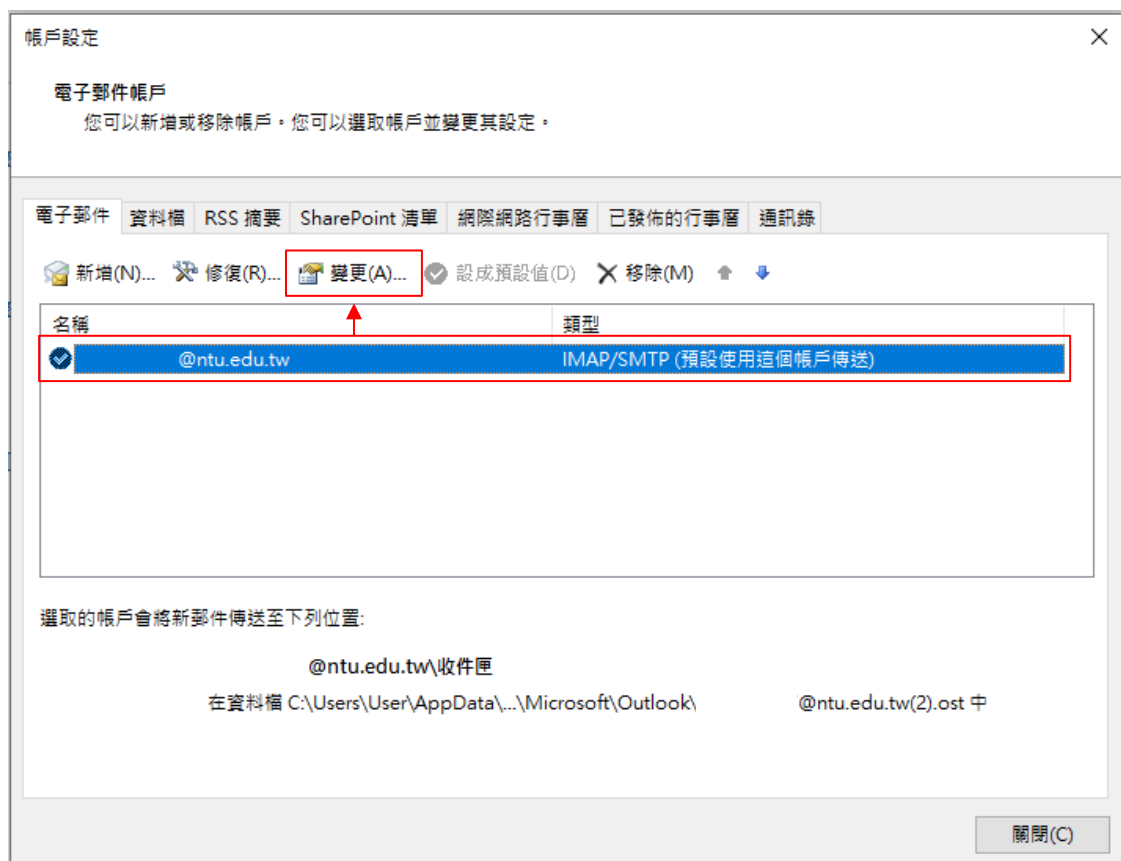 帳戶設定
電子郵件帳戶
您可以新增或移除帳戶。您可以選取帳戶並變更其設定。
電子郵件 資料檔 RSS 摘要 SharePoint 清單 網際網路行事曆 已發佈的行事曆 通訊錄
新增(N)... 修復(R)... 變更(A)... 設成預設值(D) 移除(M)
名稱 類型
@ntu.edu.tw IMAP/SMTP (預設使用這個帳戶傳送)
選取的帳戶會將新郵件傳送至下列位置:
@ntu.edu.tw\收件匣
在資料檔 C:\Users\User\AppData\...\Microsoft\Outlook\ @ntu.edu.tw(2).ost 中
關閉(C)